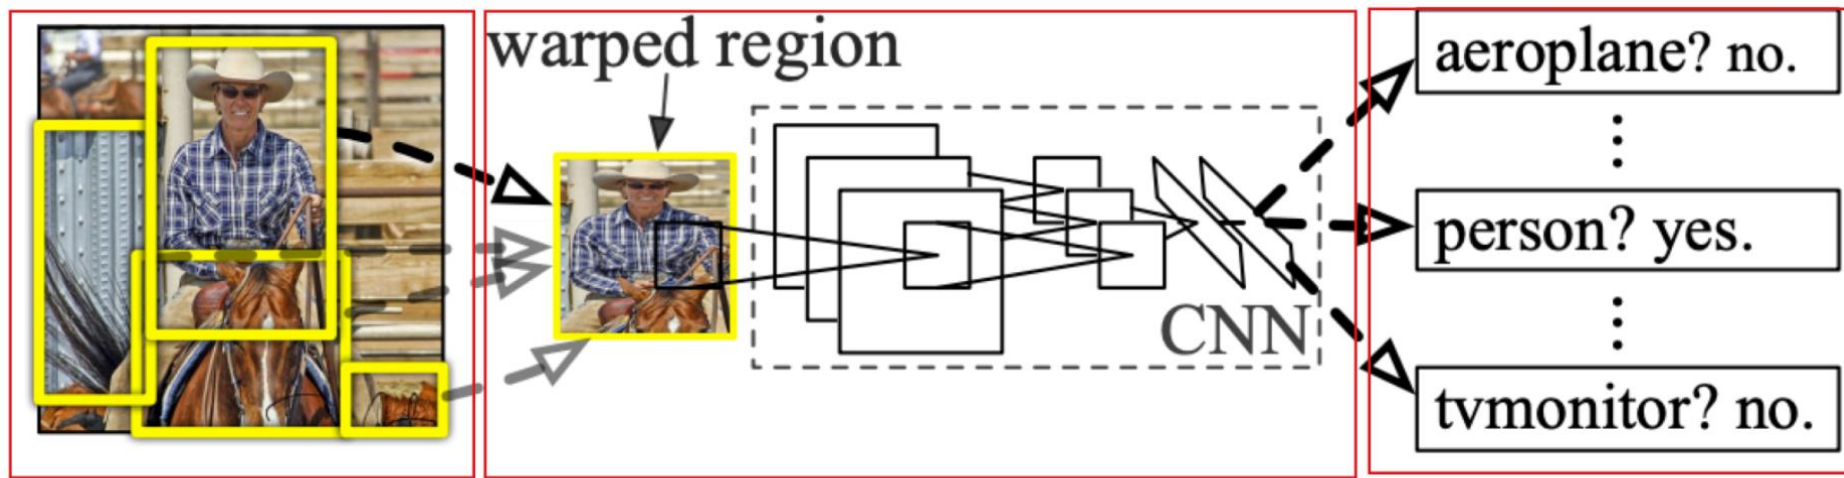 warped region
CNN
aeroplane? no.
person? yes.
tvmonitor? no.